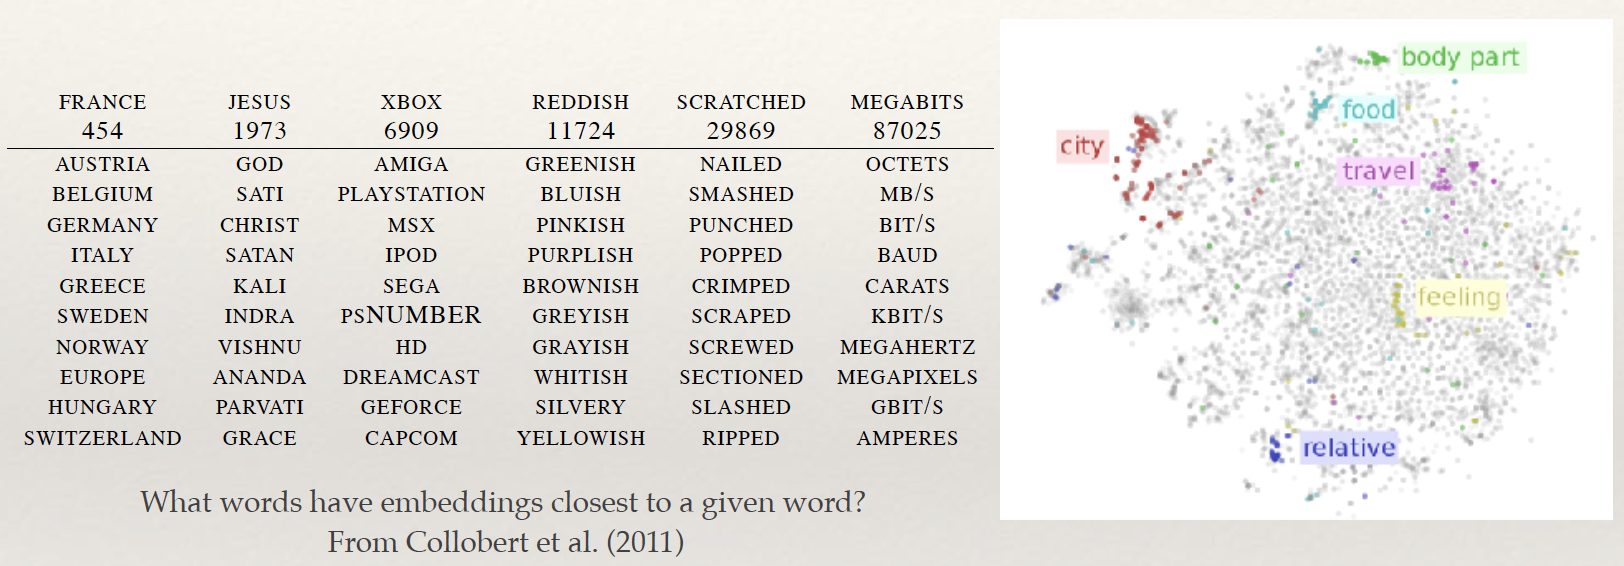 FRANCE JESUS XBOX REDDISH SCRATCHED MEGABITS
454 1973 6909 11724 29869 87025
AUSTRIA GOD AMIGA GREENISH NAILED OCTETS
BELGIUM SATI PLAYSTATION BLUISH SMASHED MB/S
GERMANY CHRIST MSX PINKISH PUNCHED BIT/S
ITALY SATAN IPOD PURPLISH POPPED BAUD
GREECE KALI SEGA BROWNISH CRIMPED CARATS
SWEDEN INDRA PSNUMBER GREYISH SCRAPED KBIT/S
NORWAY VISHNU HD GRAYISH SCREWED MEGAHERTZ
EUROPE ANANDA DREAMCAST WHITISH SECTIONED MEGAPIXELS
HUNGARY PARVATI GEFORCE SILVERY SLASHED GBIT/S
SWITZERLAND GRACE CAPCOM YELLOWISH RIPPED AMPERES
What words have embeddings closest to a given word?
From Collobert et al. (2011)
body part
food
city
travel
feeling
relative